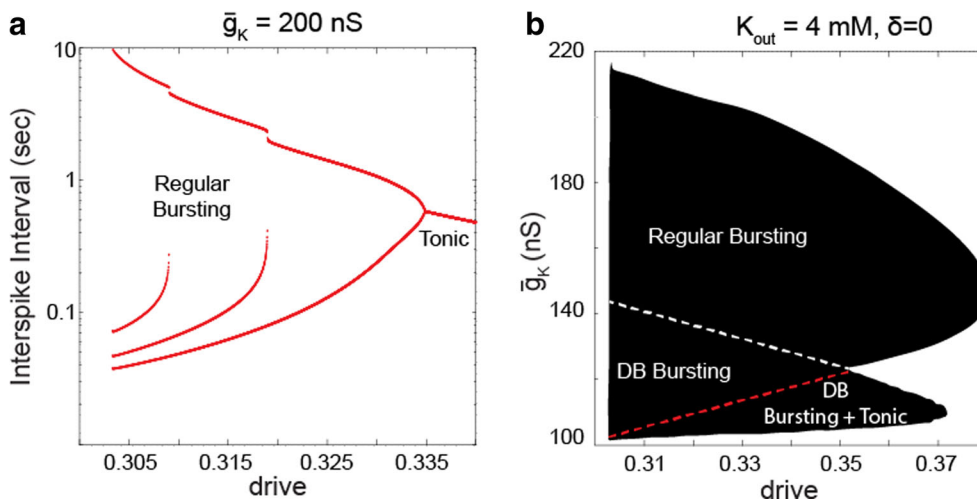 a
ḡK = 200 nS
Interspike Interval (sec)
10
1
0.1
Regular
Bursting
Tonic
0.305
0.315
0.325
0.335
drive
b
Kout = 4 mM, δ=0
ḡK (nS)
220
180
140
100
Regular Bursting
DB Bursting
DB
Bursting + Tonic
0.31
0.33
0.35
0.37
drive